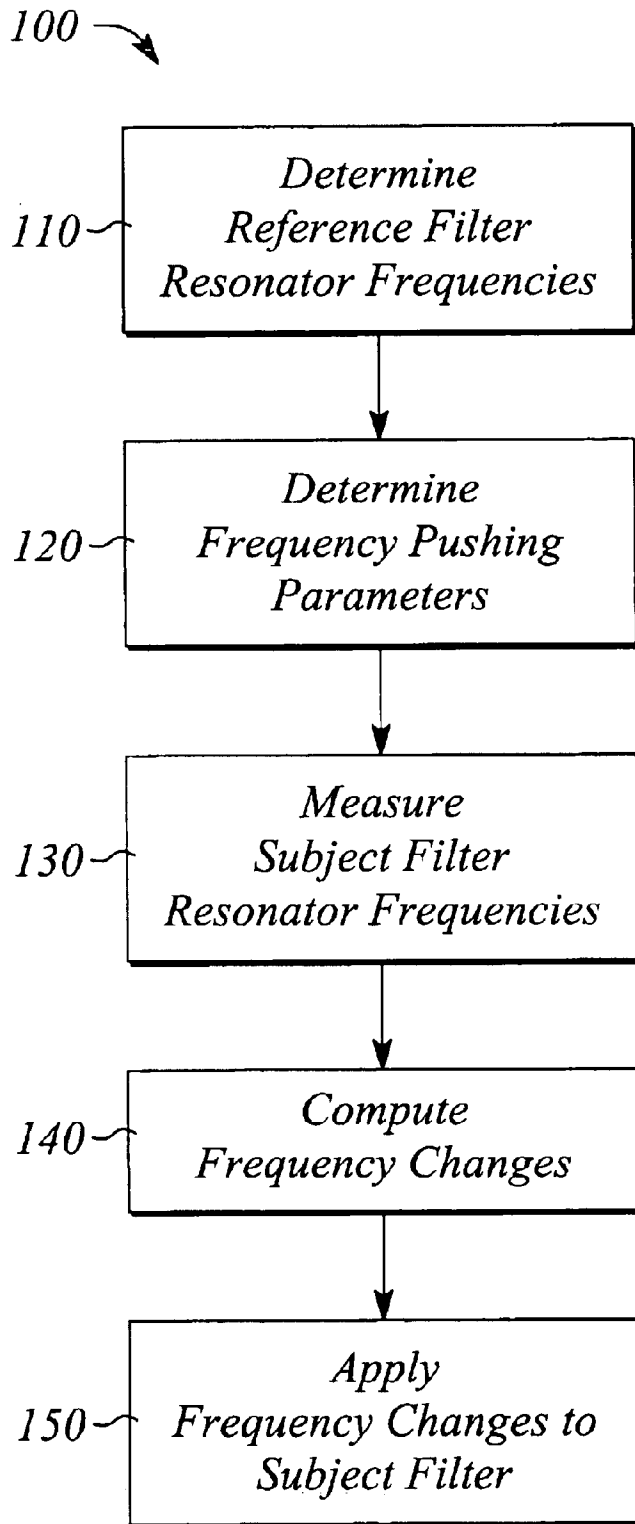 100
110
Determine
Reference Filter
Resonator Frequencies
120
Determine
Frequency Pushing
Parameters
130
Measure
Subject Filter
Resonator Frequencies
140
Compute
Frequency Changes
150
Apply
Frequency Changes to
Subject Filter